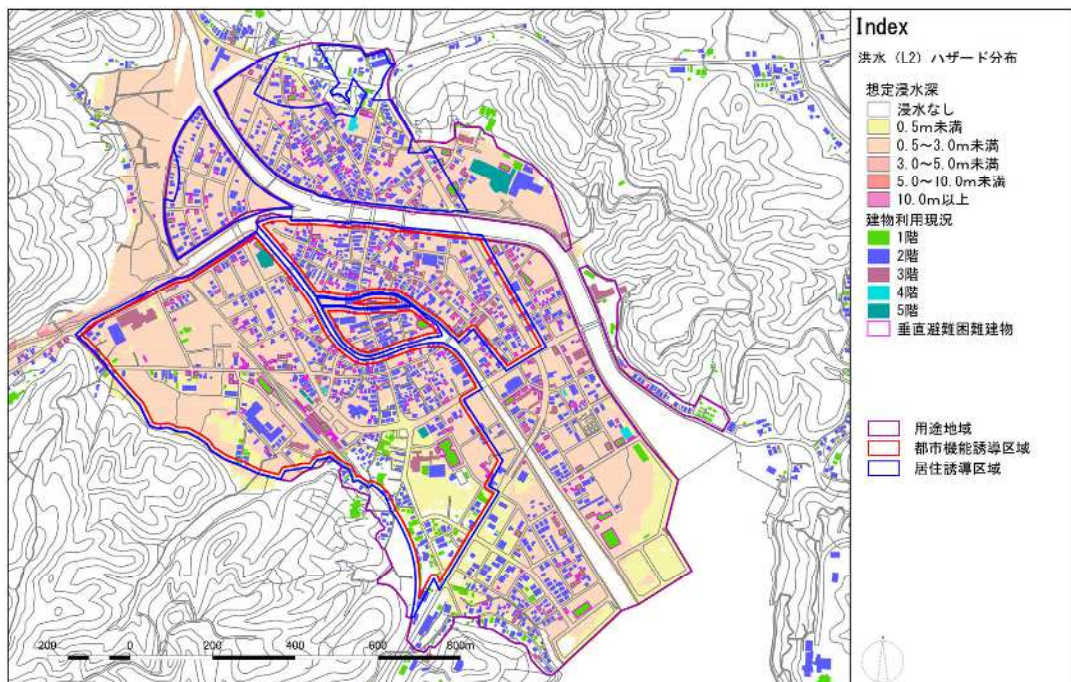 Index
洪水（L2）ハザード分布
想定浸水深
浸水なし
0.5m未満
0.5～3.0m未満
3.0～5.0m未満
5.0～10.0m未満
10.0m以上
建物利用現況
1階
2階
3階
4階
5階
垂直避難困難建物
用途地域
都市機能誘導区域
居住誘導区域
200 0 200 400 600 800m